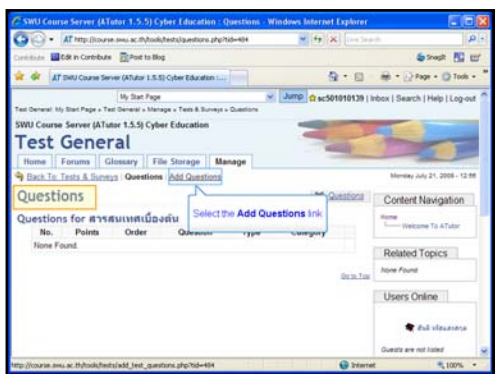 SWU Course Server (ATutor 1.5.5) Cyber Education : Questions - Windows Internet Explorer
http://course.swu.ac.th/tools/tests/questions.php?tid=484
Live Search
Contribute Edit in Contribute Post to Blog
SnagIt
SWU Course Server (ATutor 1.5.5) Cyber Education : ...
Page Tools
My Start Page Jump sc501010139 | Inbox | Search | Help | Log-out
Test General: My Start Page » Test General » Manage » Tests & Surveys » Questions
SWU Course Server (ATutor 1.5.5) Cyber Education
Test General
Home Forums Glossary File Storage Manage
Back To: Tests & Surveys | Questions | Add Questions
Monday July 21, 2008 - 12:56
Questions
Questions
Content Navigation
Select the Add Questions link
Home
Welcome To ATutor
Questions for สารสนเทศเบื้องต้น
No. Points Order Question Type Category
None Found.
Related Topics
None Found.
Go to Top
Users Online
Guests are not listed
http://course.swu.ac.th/tools/tests/add_test_questions.php?tid=484
Internet
100%